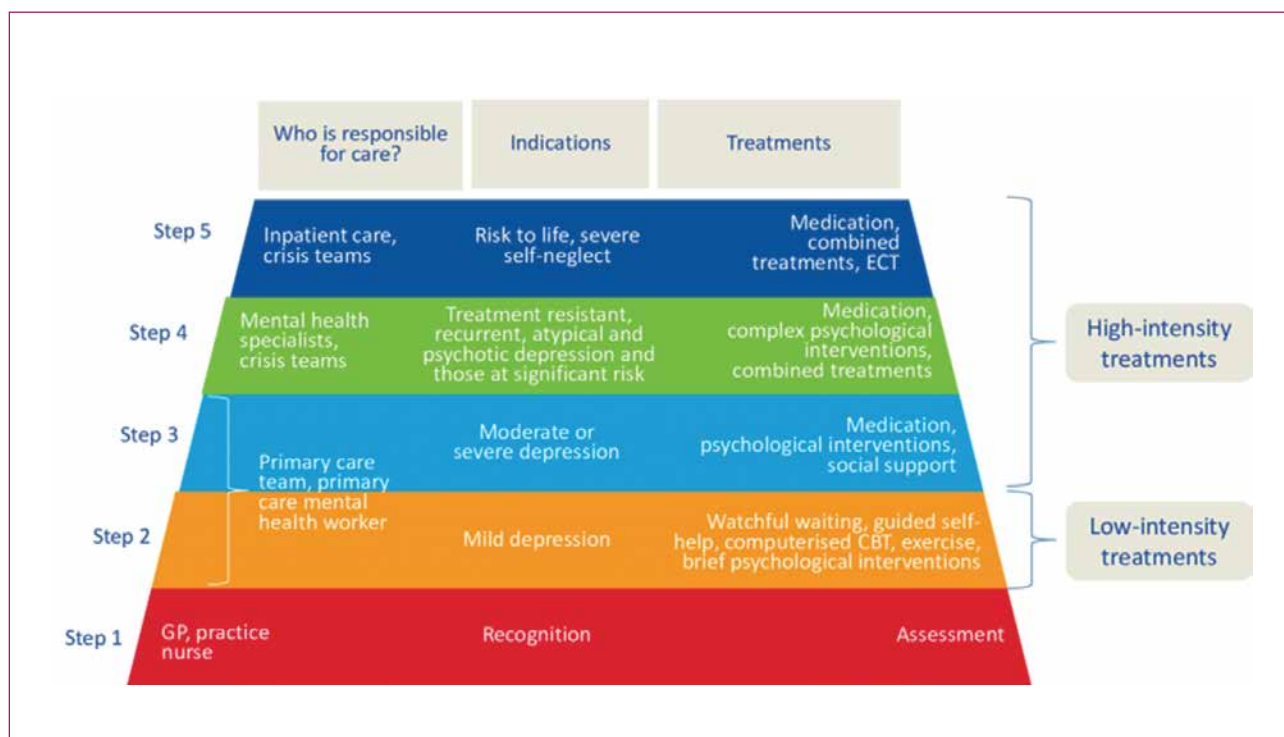 Who is responsible
for care?
Indications
Treatments
Step 5
Inpatient care,
crisis teams
Risk to life, severe
self-neglect
Medication,
combined
treatments, ECT
Step 4
Mental health
specialists,
crisis teams
Treatment resistant,
recurrent, atypical and
psychotic depression and
those at significant risk
Medication,
complex psychological
interventions,
combined treatments
High-intensity
treatments
Step 3
Primary care
team, primary
care mental
health worker
Moderate or
severe depression
Medication,
psychological interventions,
social support
Step 2
Mild depression
Watchful waiting, guided self-
help, computerised CBT, exercise,
brief psychological interventions
Low-intensity
treatments
Step 1
GP, practice
nurse
Recognition
Assessment